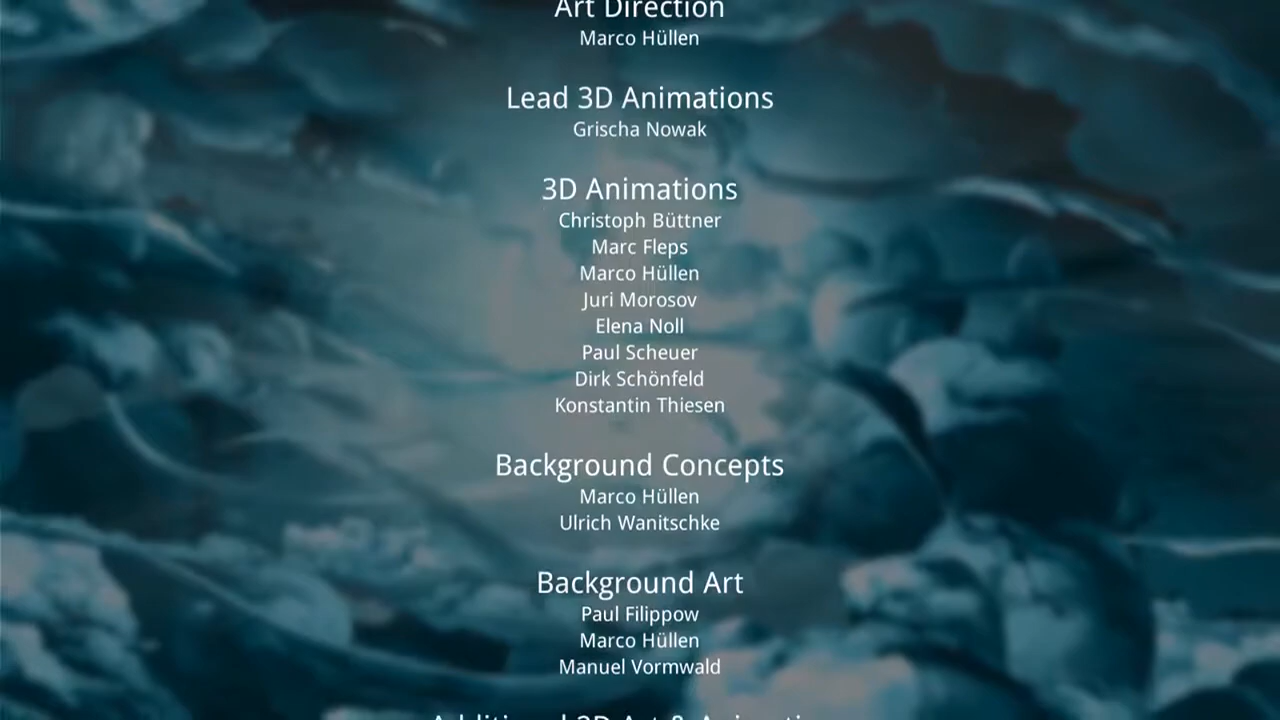 Art Direction
Marco Hüllen
Lead 3D Animations
Grischa Nowak
3D Animations
Christoph Büttner
Marc Fleps
Marco Hüllen
Juri Morosov
Elena Noll
Paul Scheuer
Dirk Schönfeld
Konstantin Thiesen
Background Concepts
Marco Hüllen
Ulrich Wanitschke
Background Art
Paul Filippow
Marco Hüllen
Manuel Vormwald